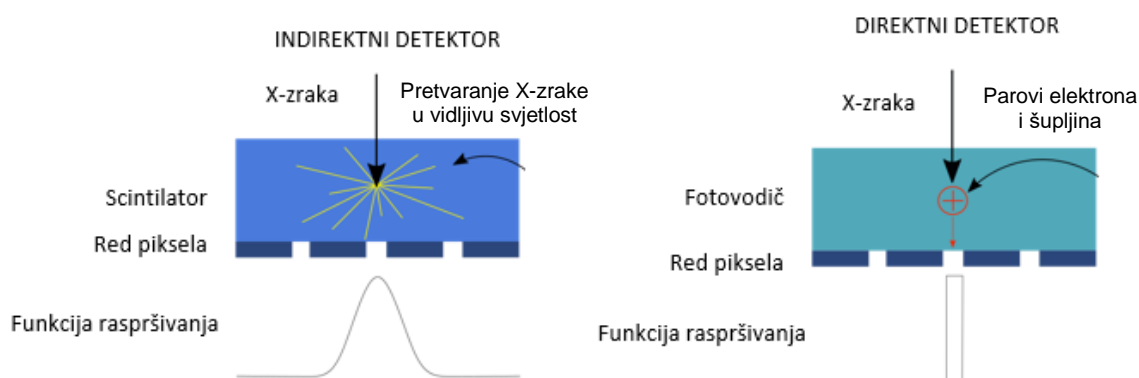 INDIREKTNI DETEKTOR
X-zraka
Pretvaranje X-zrake
u vidljivu svjetlost
Scintilator
Red piksela
Funkcija raspršivanja
DIREKTNI DETEKTOR
X-zraka
Parovi elektrona
i šupljina
Fotovodič
Red piksela
Funkcija raspršivanja